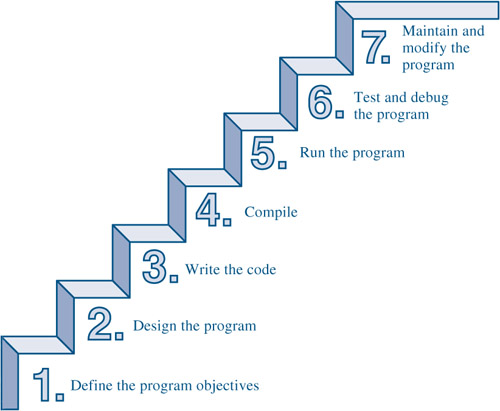 7. Maintain and
modify the
program
6. Test and debug
the program
5. Run the program
4. Compile
3. Write the code
2. Design the program
1. Define the program objectives